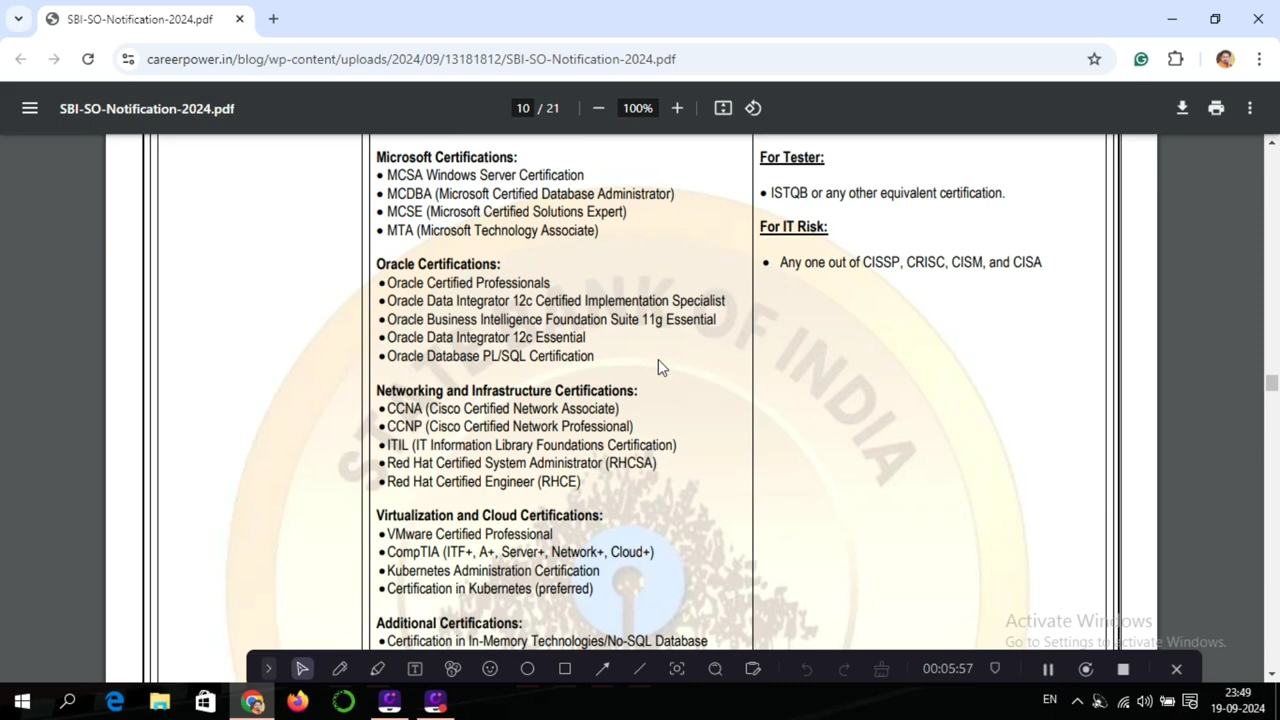 SBI-SO-Notification-2024.pdf
careerpower.in/blog/wp-content/uploads/2024/09/13181812/SBI-SO-Notification-2024.pdf
SBI-SO-Notification-2024.pdf
10 / 21
100%
Microsoft Certifications:
• MCSA Windows Server Certification
• MCDBA (Microsoft Certified Database Administrator)
• MCSE (Microsoft Certified Solutions Expert)
• MTA (Microsoft Technology Associate)
Oracle Certifications:
• Oracle Certified Professionals
• Oracle Data Integrator 12c Certified Implementation Specialist
• Oracle Business Intelligence Foundation Suite 11g Essential
• Oracle Data Integrator 12c Essential
• Oracle Database PL/SQL Certification
Networking and Infrastructure Certifications:
• CCNA (Cisco Certified Network Associate)
• CCNP (Cisco Certified Network Professional)
• ITIL (IT Information Library Foundations Certification)
• Red Hat Certified System Administrator (RHCSA)
• Red Hat Certified Engineer (RHCE)
Virtualization and Cloud Certifications:
• VMware Certified Professional
• CompTIA (ITF+, A+, Server+, Network+, Cloud+)
• Kubernetes Administration Certification
• Certification in Kubernetes (preferred)
Additional Certifications:
• Certification in In-Memory Technologies/No-SQL Database
For Tester:
• ISTQB or any other equivalent certification.
For IT Risk:
• Any one out of CISSP, CRISC, CISM, and CISA
STATE BANK OF INDIA
Activate Windows
Go to Settings to activate Windows.
00:05:57
EN
23:49
19-09-2024